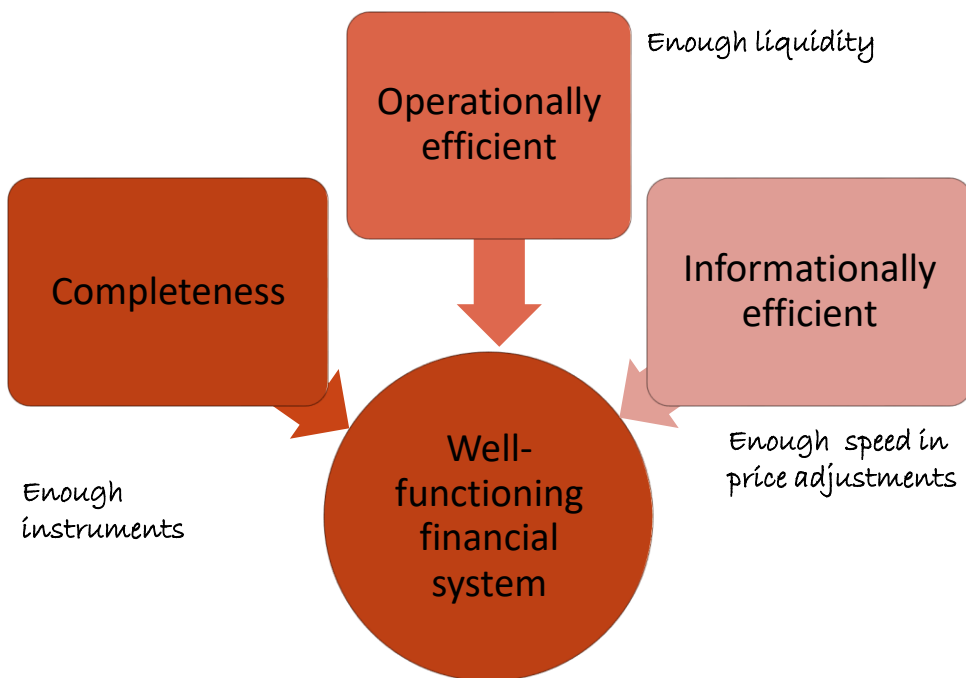 Enough liquidity
Operationally
efficient
Completeness
Informationally
efficient
Enough
instruments
Enough speed in
price adjustments
Well-
functioning
financial
system